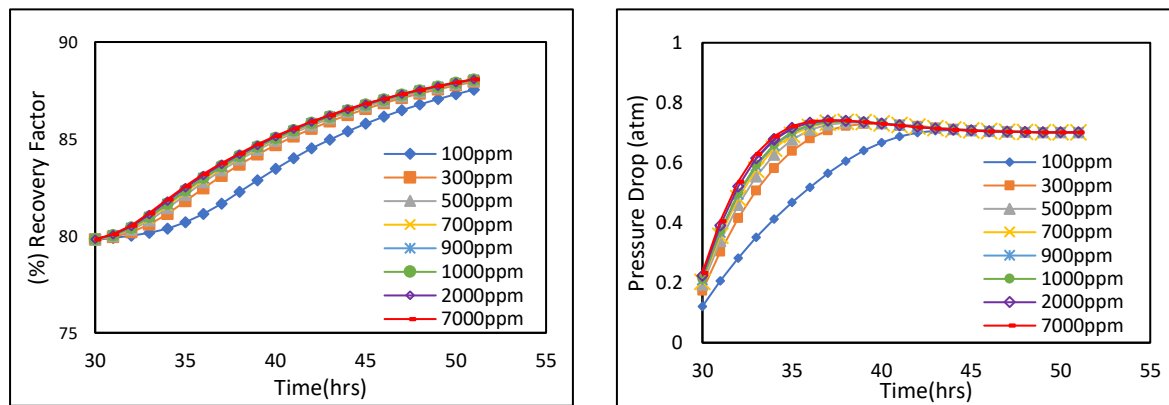 90
85
80
75
(%) Recovery Factor
30 35 40 45 50 55
Time(hrs)
100ppm
300ppm
500ppm
700ppm
900ppm
1000ppm
2000ppm
7000ppm
1
0.8
0.6
0.4
0.2
0
Pressure Drop (atm)
30 35 40 45 50 55
Time(hrs)
100ppm
300ppm
500ppm
700ppm
900ppm
1000ppm
2000ppm
7000ppm